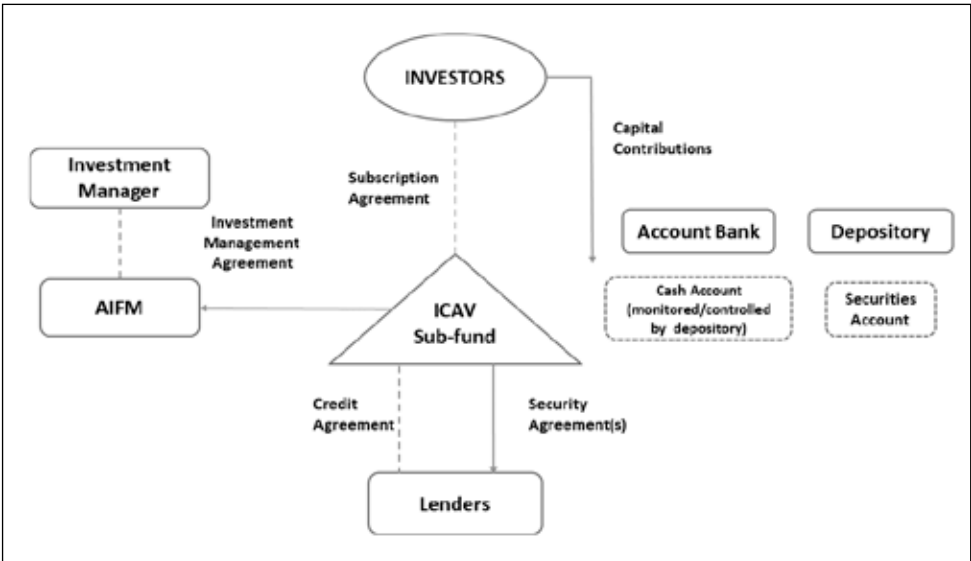 INVESTORS
Capital
Contributions
Investment
Manager
Subscription
Agreement
Investment
Management
Agreement
Account Bank
Depository
AIFM
ICAV
Sub-fund
Cash Account
(monitored/controlled
by depository)
Securities
Account
Credit
Agreement
Security
Agreement(s)
Lenders